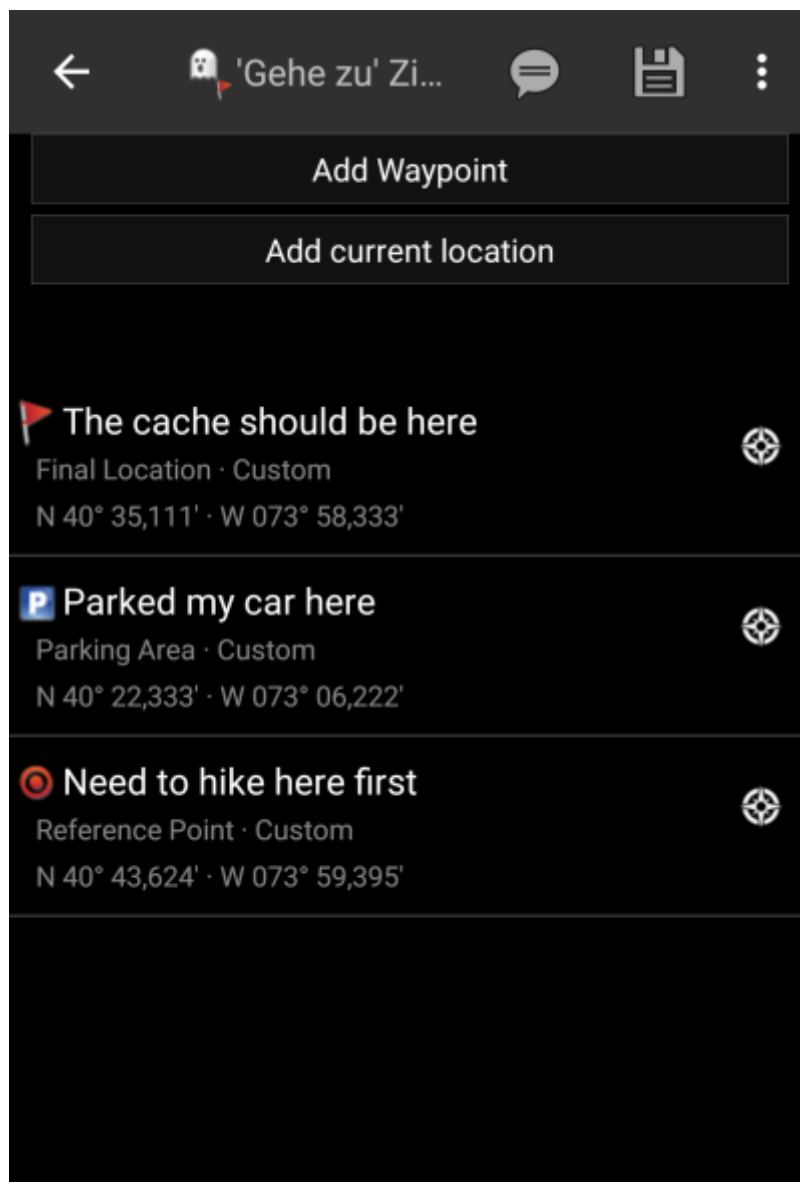 'Gehe zu' Zi...
Add Waypoint
Add current location
The cache should be here
Final Location · Custom
N 40° 35,111' · W 073° 58,333'
P Parked my car here
Parking Area · Custom
N 40° 22,333' · W 073° 06,222'
Need to hike here first
Reference Point · Custom
N 40° 43,624' · W 073° 59,395'